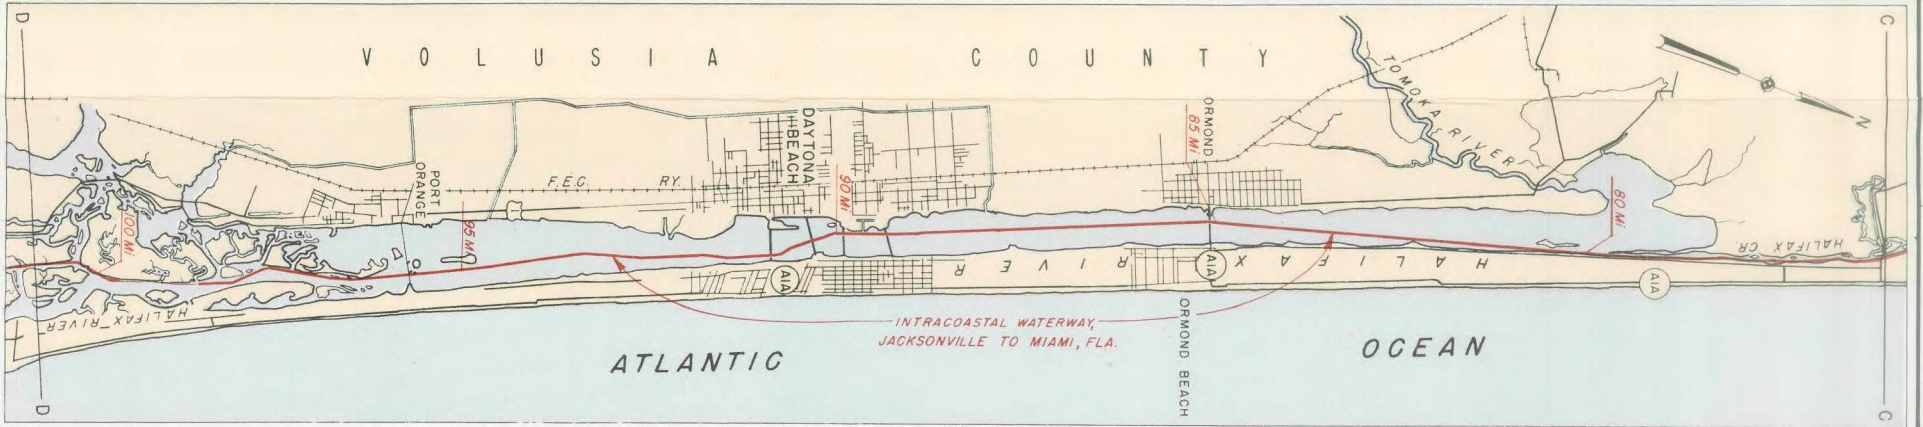 D
D
C
C
VOLUSIA COUNTY
TOMOKA RIVER
N
ORMOND
85 Mi
DAYTONA
BEACH
90 Mi
F.E.C. RY.
PORT
ORANGE
95 Mi
100 Mi
80 Mi
HALIFAX CR.
HALIFAX RIVER
A1A
A1A
A1A
HALIFAX RIVER
INTRACOASTAL WATERWAY,
JACKSONVILLE TO MIAMI, FLA.
ORMOND BEACH
ATLANTIC OCEAN